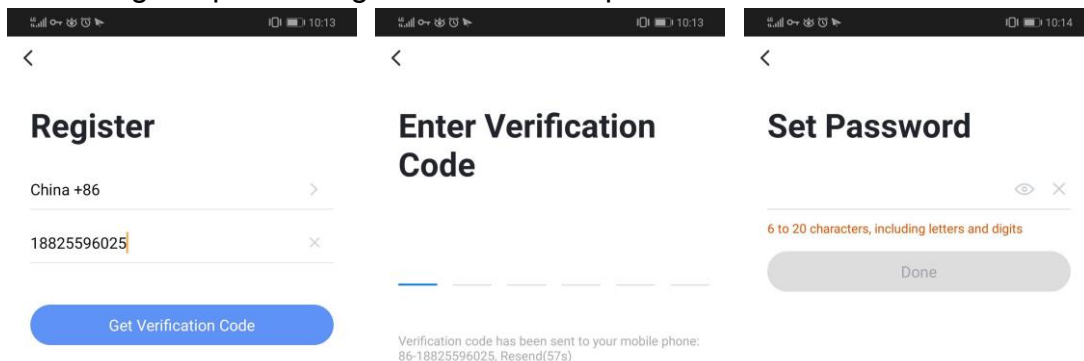 10:13
Register
China +86
18825596025
Get Verification Code
10:13
Enter Verification
Code
Verification code has been sent to your mobile phone:
86-18825596025, Resend(57s)
10:14
Set Password
6 to 20 characters, including letters and digits
Done